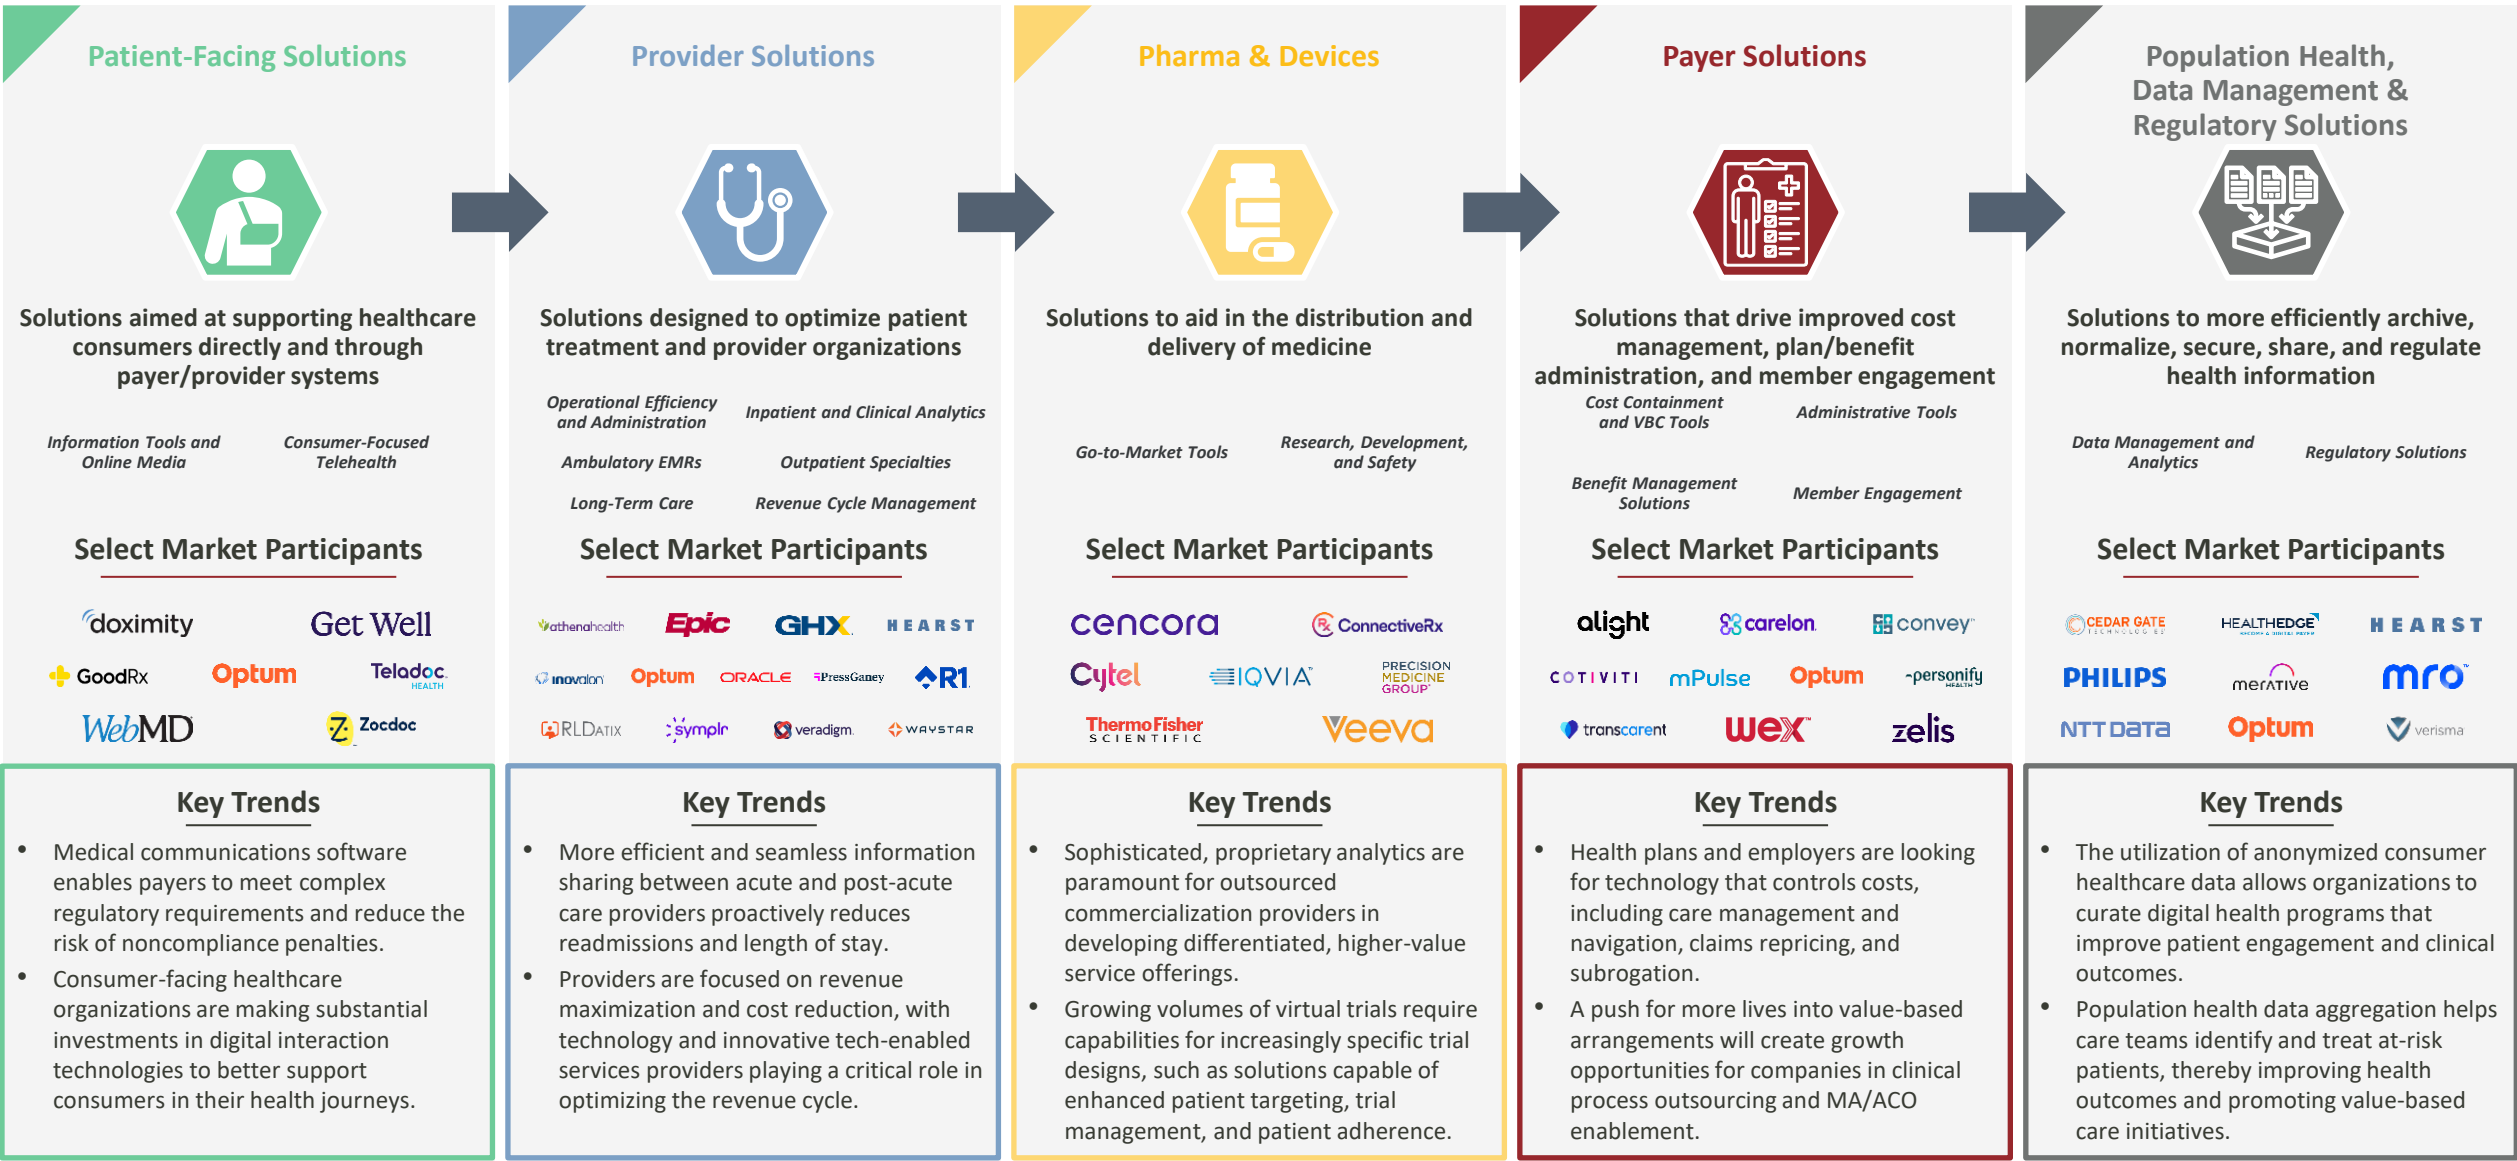 Patient-Facing Solutions
Solutions aimed at supporting healthcare
consumers directly and through
payer/provider systems
Information Tools and
Online Media
Consumer-Focused
Telehealth
Select Market Participants
doximity
Get Well
GoodRx
Optum
Teladoc
HEALTH
WebMD
Zocdoc
Key Trends
• Medical communications software
enables payers to meet complex
regulatory requirements and reduce the
risk of noncompliance penalties.
• Consumer-facing healthcare
organizations are making substantial
investments in digital interaction
technologies to better support
consumers in their health journeys.
Provider Solutions
Solutions designed to optimize patient
treatment and provider organizations
Operational Efficiency
and Administration
Inpatient and Clinical Analytics
Ambulatory EMRs
Outpatient Specialties
Long-Term Care
Revenue Cycle Management
Select Market Participants
athenahealth
Epic
GHX
HEARST
inovalon
Optum
ORACLE
PressGaney
R1
RLDATIX
symplr
veradigm.
WAYSTAR
Key Trends
• More efficient and seamless information
sharing between acute and post-acute
care providers proactively reduces
readmissions and length of stay.
• Providers are focused on revenue
maximization and cost reduction, with
technology and innovative tech-enabled
services providers playing a critical role in
optimizing the revenue cycle.
Pharma & Devices
Solutions to aid in the distribution and
delivery of medicine
Go-to-Market Tools
Research, Development,
and Safety
Select Market Participants
cencora
Rx ConnectiveRx
Cytel
IQVIA
PRECISION
MEDICINE
GROUP
ThermoFisher
SCIENTIFIC
Veeva
Key Trends
• Sophisticated, proprietary analytics are
paramount for outsourced
commercialization providers in
developing differentiated, higher-value
service offerings.
• Growing volumes of virtual trials require
capabilities for increasingly specific trial
designs, such as solutions capable of
enhanced patient targeting, trial
management, and patient adherence.
Payer Solutions
Solutions that drive improved cost
management, plan/benefit
administration, and member engagement
Cost Containment
and VBC Tools
Administrative Tools
Benefit Management
Solutions
Member Engagement
Select Market Participants
alight
carelon
convey
COTIVITI
mPulse
Optum
personify
HEALTH
transcarent
wex
zelis
Key Trends
• Health plans and employers are looking
for technology that controls costs,
including care management and
navigation, claims repricing, and
subrogation.
• A push for more lives into value-based
arrangements will create growth
opportunities for companies in clinical
process outsourcing and MA/ACO
enablement.
Population Health,
Data Management &
Regulatory Solutions
Solutions to more efficiently archive,
normalize, secure, share, and regulate
health information
Data Management and
Analytics
Regulatory Solutions
Select Market Participants
CEDAR GATE
TECHNOLOGIES
HEALTHEDGE
BECOME A DIGITAL PAYER
HEARST
PHILIPS
merative
mro
NTT DATA
Optum
verisma
Key Trends
• The utilization of anonymized consumer
healthcare data allows organizations to
curate digital health programs that
improve patient engagement and clinical
outcomes.
• Population health data aggregation helps
care teams identify and treat at-risk
patients, thereby improving health
outcomes and promoting value-based
care initiatives.